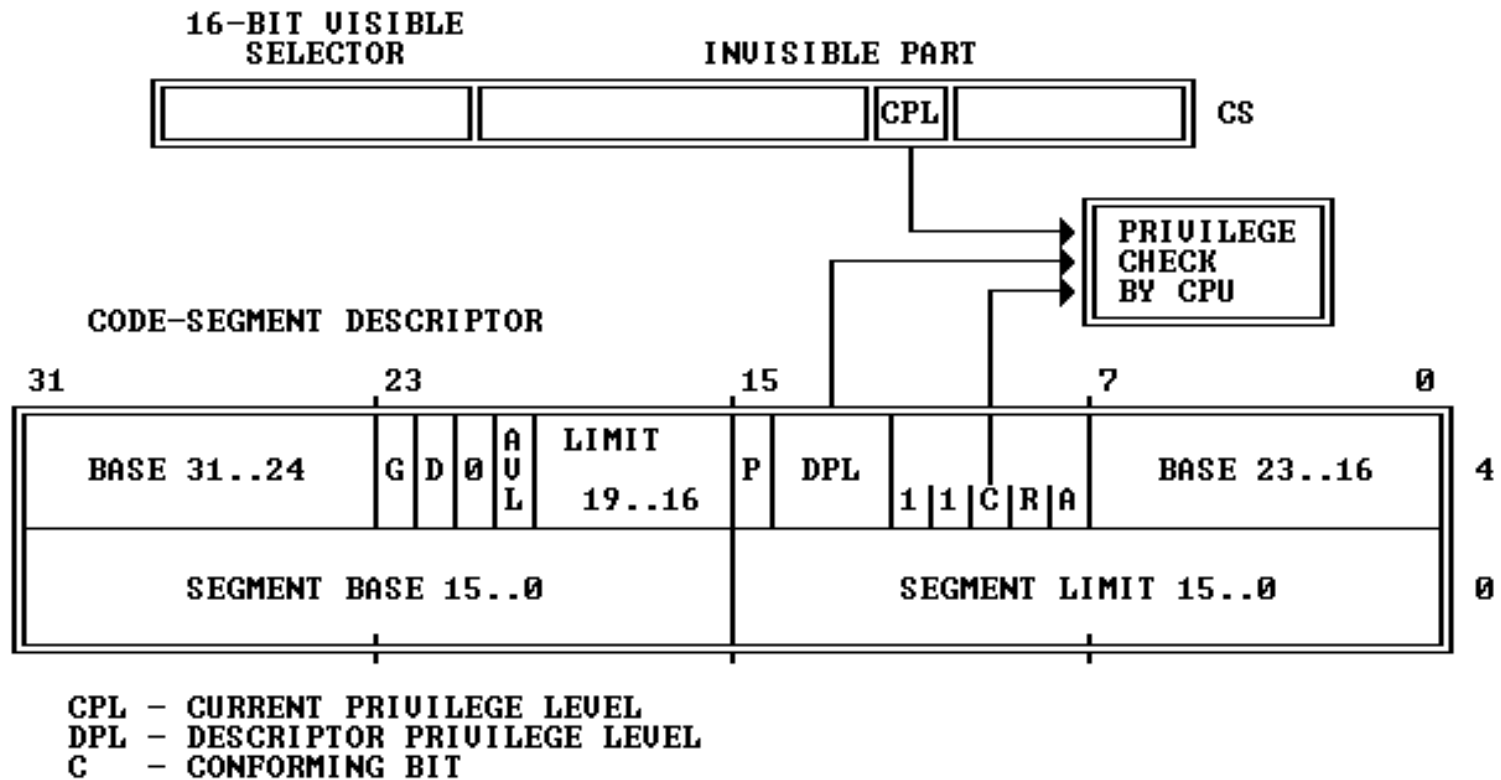 16-BIT VISIBLE
SELECTOR
INVISIBLE PART
CPL
CS
PRIVILEGE
CHECK
BY CPU
CODE-SEGMENT DESCRIPTOR
31 23 15 7 0
BASE 31..24 G D 0 AVL LIMIT 19..16 P DPL 1 1 C R A BASE 23..16 4
SEGMENT BASE 15..0 SEGMENT LIMIT 15..0 0
CPL - CURRENT PRIVILEGE LEVEL
DPL - DESCRIPTOR PRIVILEGE LEVEL
C - CONFORMING BIT